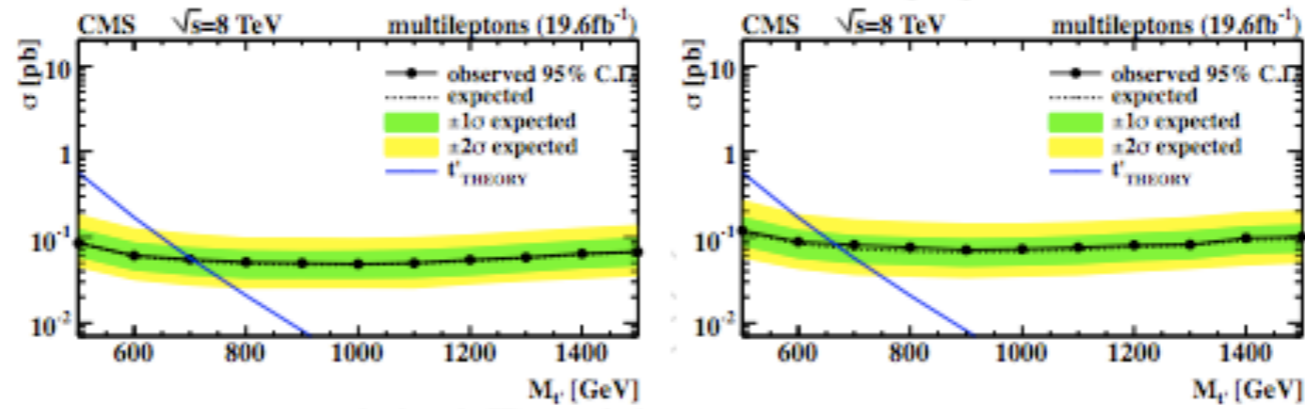 CMS √s=8 TeV multileptons (19.6fb⁻¹)
σ [pb]
10
observed 95% C.L
expected
±1σ expected
±2σ expected
1
t'THEORY
10⁻¹
10⁻²
600 800 1000 1200 1400
Mt' [GeV]
CMS √s=8 TeV multileptons (19.6fb⁻¹)
σ [pb]
10
observed 95% C.L
expected
±1σ expected
±2σ expected
1
t'THEORY
10⁻¹
10⁻²
600 800 1000 1200 1400
Mt' [GeV]